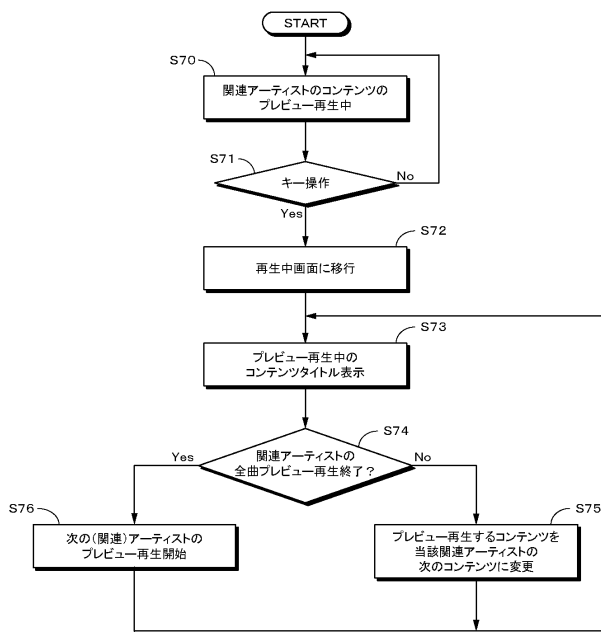 START
S70
関連アーティストのコンテンツの
プレビュー再生中
S71
キー操作
No
Yes
S72
再生中画面に移行
S73
プレビュー再生中の
コンテンツタイトル表示
S74
関連アーティストの
全曲プレビュー再生終了？
Yes
No
S76
次の(関連)アーティストの
プレビュー再生開始
S75
プレビュー再生するコンテンツを
当該関連アーティストの
次のコンテンツに変更